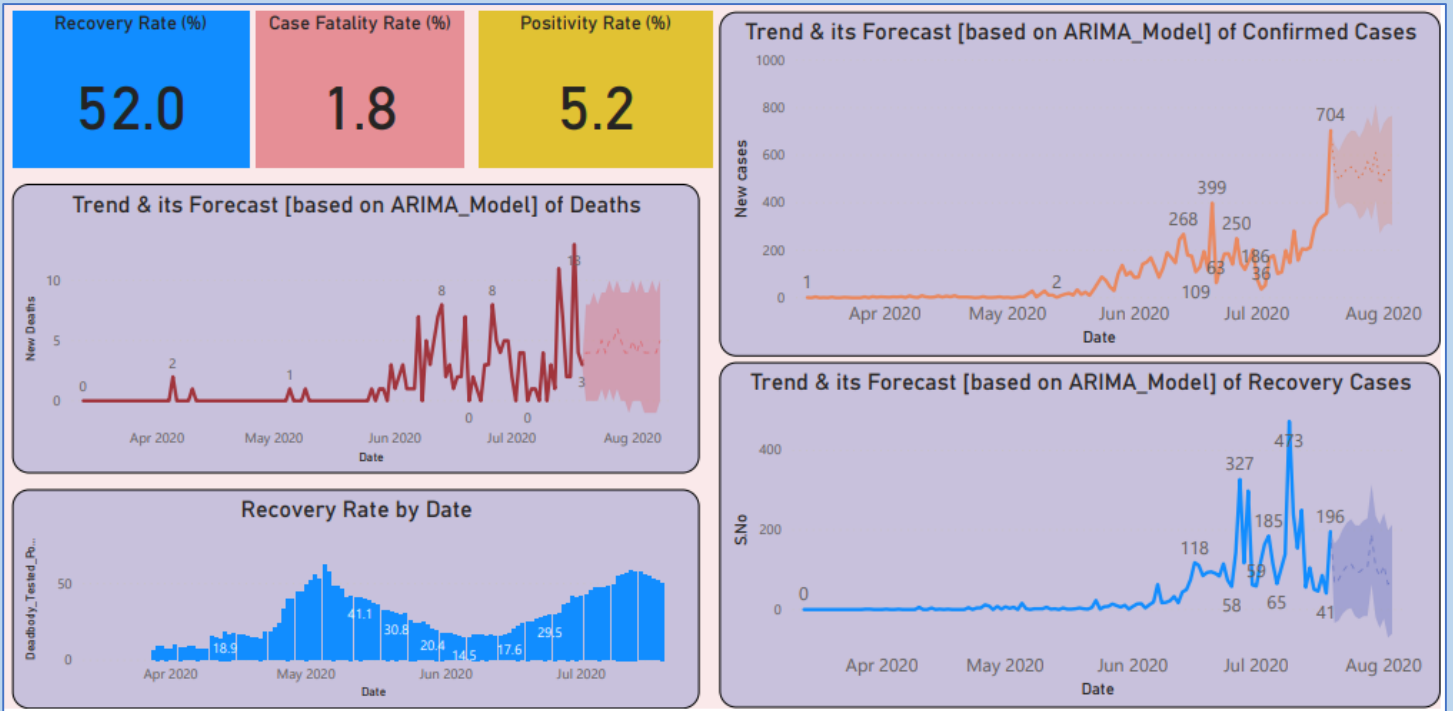 Recovery Rate (%)
52.0
Case Fatality Rate (%)
1.8
Positivity Rate (%)
5.2
Trend & its Forecast [based on ARIMA_Model] of Confirmed Cases
New cases
1000
800
600
400
200
0
1
2
268
109
399
63
250
186
36
704
Apr 2020
May 2020
Jun 2020
Jul 2020
Aug 2020
Date
Trend & its Forecast [based on ARIMA_Model] of Deaths
New Deaths
10
5
0
0
2
1
8
0
8
0
13
3
Apr 2020
May 2020
Jun 2020
Jul 2020
Aug 2020
Date
Trend & its Forecast [based on ARIMA_Model] of Recovery Cases
S.No
400
200
0
0
118
58
327
59
185
65
473
41
196
Apr 2020
May 2020
Jun 2020
Jul 2020
Aug 2020
Date
Recovery Rate by Date
Deadbody_Tested_Po...
50
0
18.9
41.1
30.8
20.4
14.5
17.6
29.5
Apr 2020
May 2020
Jun 2020
Jul 2020
Date